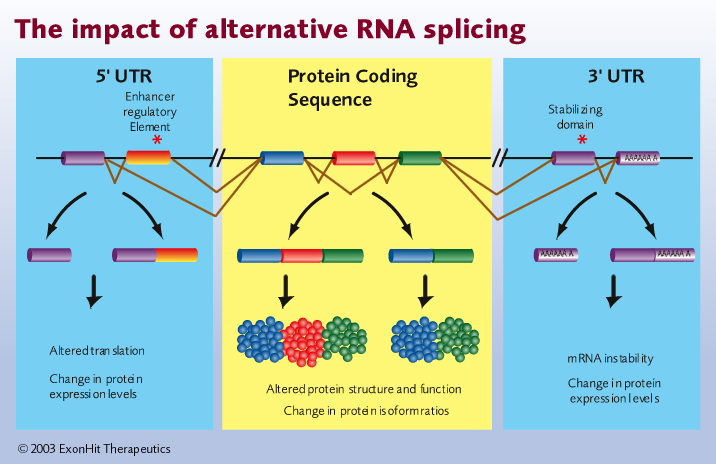 The impact of alternative RNA splicing
5' UTR
Enhancer
regulatory
Element
*
Protein Coding
Sequence
3' UTR
Stabilizing
domain
*
AAAAAA A
AAAAAA A
AAAAAA A
Altered translation
Change in protein
expression levels
Altered protein structure and function
Change in protein isoform ratios
mRNA instability
Change in protein
expression levels
© 2003 ExonHit Therapeutics